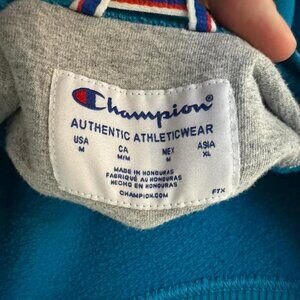 Champion®
AUTHENTIC ATHLETICWEAR
USA CA MEX ASIA
M M/M M XL
MADE IN HONDURAS
FABRIQUÉ AU HONDURAS
HECHO EN HONDURAS
CHAMPION.COM FTX